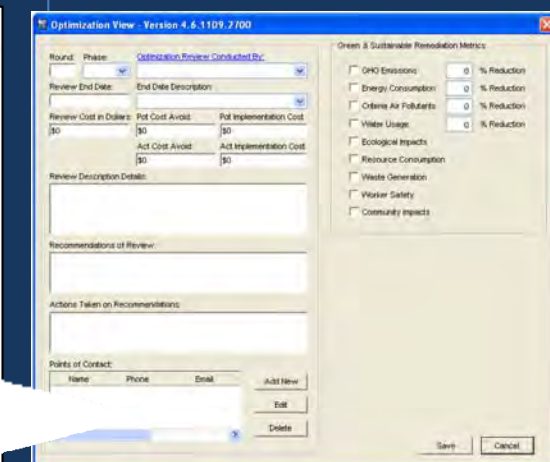 Optimization View - Version 4.6.1109.7700
Round: Phase: Optimization Review Conducted By:
Review End Date: End Date Description:
Review Cost in Dollars: Pot Cost Avoid: Pot Implementation Cost
$0 $0 $0
Act Cost Avoid: Act Implementation Cost
$0 $0
Review Description Details:
Recommendations of Review:
Actions Taken on Recommendations:
Points of Contact:
Name Phone Email
Add New
Edit
Delete
Green & Sustainable Remediation Metrics
GHG Emissions 0 % Reduction
Energy Consumption 0 % Reduction
Criteria Air Pollutants 0 % Reduction
Water Usage 0 % Reduction
Ecological Impacts
Resource Consumption
Waste Generation
Worker Safety
Community Impacts
Save Cancel